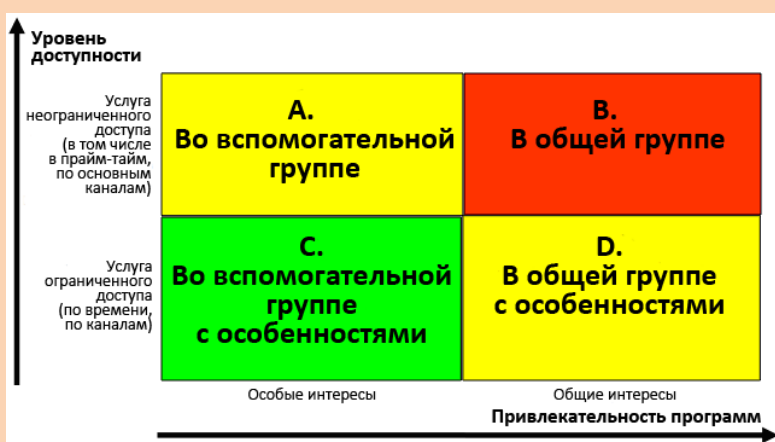 Уровень
доступности
Услуга
неограниченного
доступа
(в том числе
в прайм-тайм,
по основным
каналам)
A.
Во вспомогательной
группе
B.
В общей группе
Услуга
ограниченного
доступа
(по времени,
по каналам)
C.
Во вспомогательной
группе
с особенностями
D.
В общей группе
с особенностями
Особые интересы
Общие интересы
Привлекательность программ